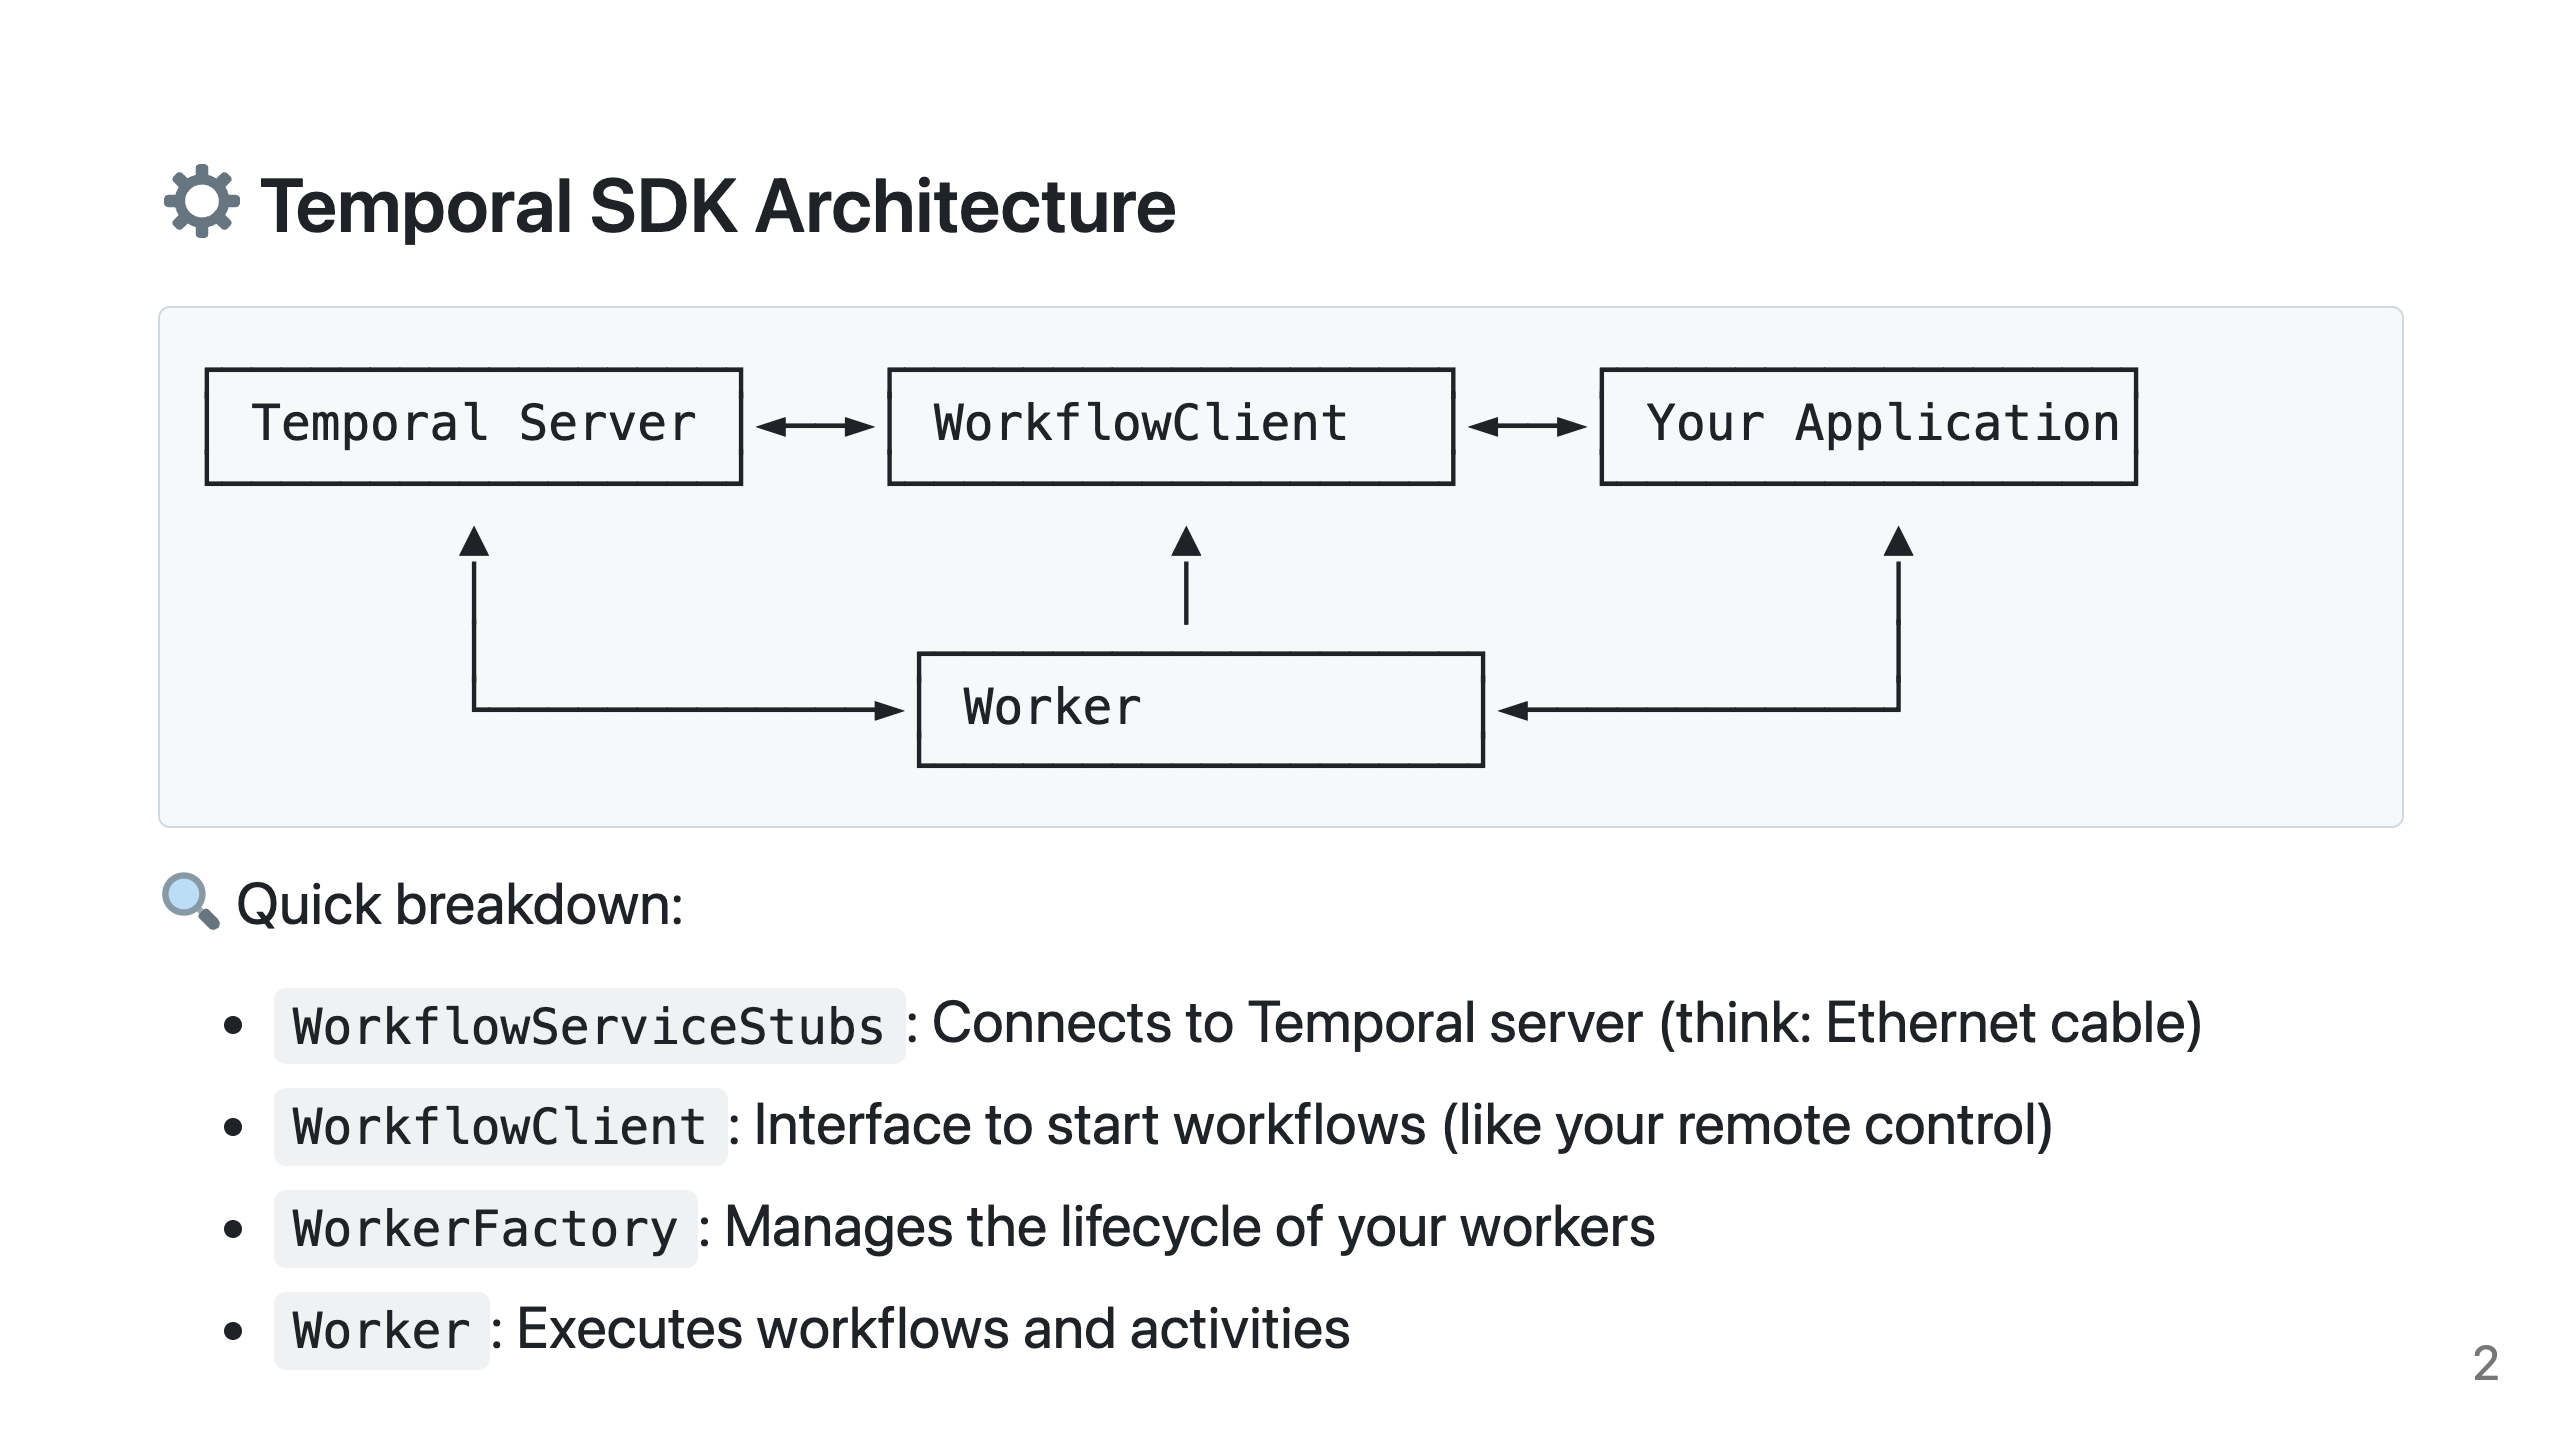 Temporal SDK Architecture
Temporal Server
WorkflowClient
Your Application
Worker
Quick breakdown:
WorkflowServiceStubs: Connects to Temporal server (think: Ethernet cable)
WorkflowClient: Interface to start workflows (like your remote control)
WorkerFactory: Manages the lifecycle of your workers
Worker: Executes workflows and activities
2